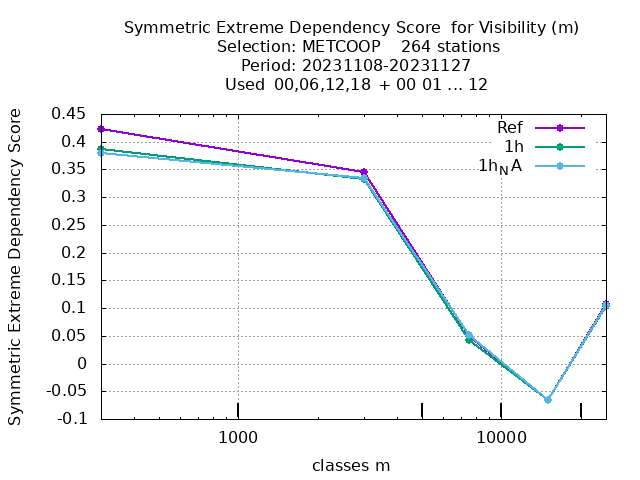 Symmetric Extreme Dependency Score  for Visibility (m)
Selection: METCOOP    264 stations
Period: 20231108-20231127
Used  00,06,12,18  + 00 01 ... 12
Symmetric Extreme Dependency Score
0.45
0.4
0.35
0.3
0.25
0.2
0.15
0.1
0.05
0
-0.05
-0.1
Ref
1h
1h_NA
1000
10000
classes m